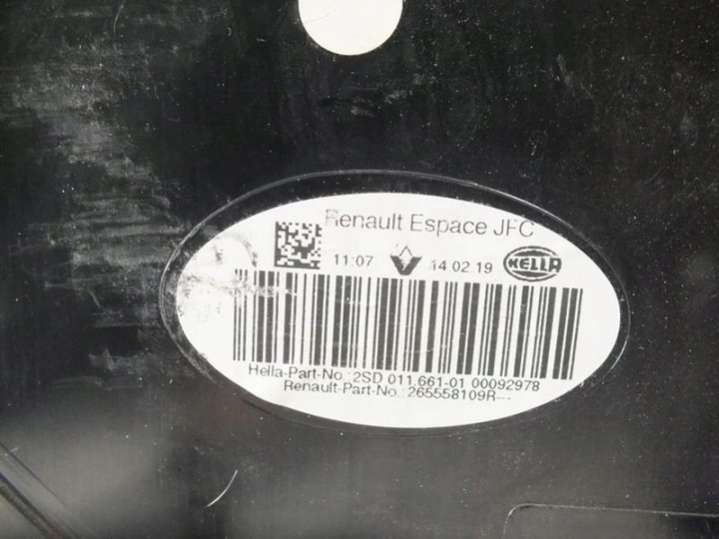 Renault Espace JFC
11:07 14.02.19 HELLA
Hella-Part-No.:2SD 011.661-01 00092978
Renault-Part-No.:265558109R---